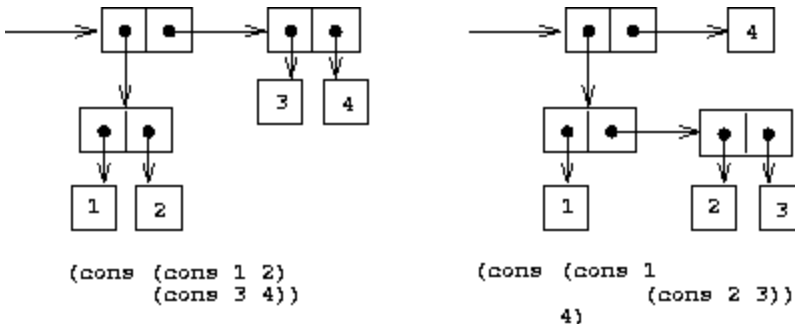 4
3 4
1 2
1 2 3
(cons (cons 1 2)
(cons 3 4))
(cons (cons 1
(cons 2 3))
4)